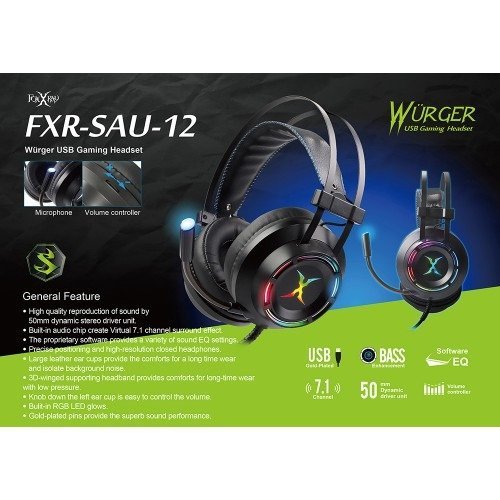 FOXXRAY
FXR-SAU-12
Würger USB Gaming Headset
Microphone
Volume controller
WÜRGER
USB Gaming Headset
General Feature
• High quality reproduction of sound by
50mm dynamic stereo driver unit.
• Built-in audio chip create Virtual 7.1 channel surround effect.
• The proprietary software provides a variety of sound EQ settings.
• Precise positioning and high-resolution closed headphones.
• Large leather ear cups provide the comforts for a long time wear
and isolate background noise.
• 3D-winged supporting headband provides comforts for long-time wear
with low pressure.
• Knob down the left ear cup is easy to control the volume.
• Bulit-in RGB LED glows.
• Gold-plated pins provide the superb sound performance.
USB
Gold-Plated
BASS
Enhancement
Software
EQ
7.1
Channel
50 mm
Dynamic
driver unit
Volume
controller